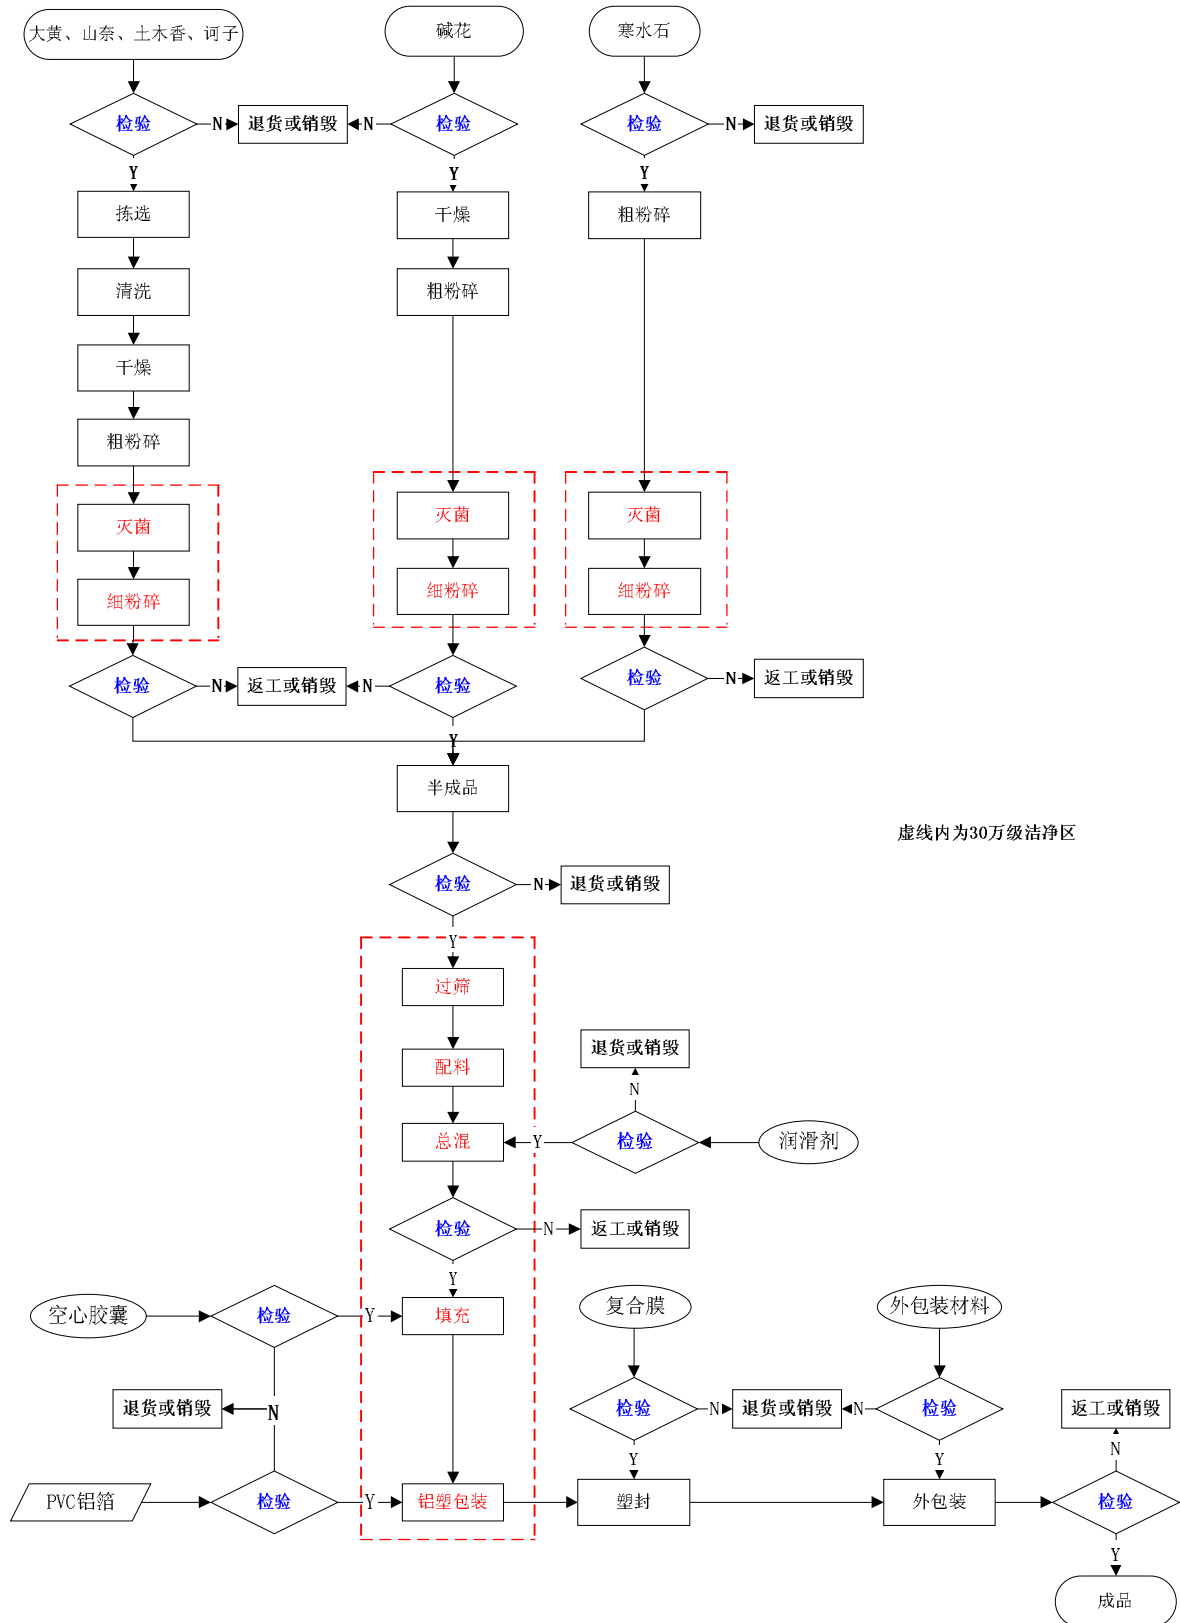 大黄、山奈、土木香、诃子
碱花
寒水石
检验
N
退货或销毁
N
检验
检验
N
退货或销毁
Y
Y
Y
拣选
干燥
粗粉碎
清洗
粗粉碎
干燥
粗粉碎
灭菌
灭菌
灭菌
细粉碎
细粉碎
细粉碎
检验
N
返工或销毁
N
检验
检验
N
返工或销毁
Y
半成品
虚线内为30万级洁净区
检验
N
退货或销毁
Y
过筛
配料
退货或销毁
N
总混
Y
检验
润滑剂
检验
N
返工或销毁
Y
空心胶囊
检验
Y
填充
复合膜
外包装材料
退货或销毁
N
检验
N
退货或销毁
N
检验
返工或销毁
Y
Y
N
PVC铝箔
检验
Y
铝塑包装
塑封
外包装
检验
Y
成品